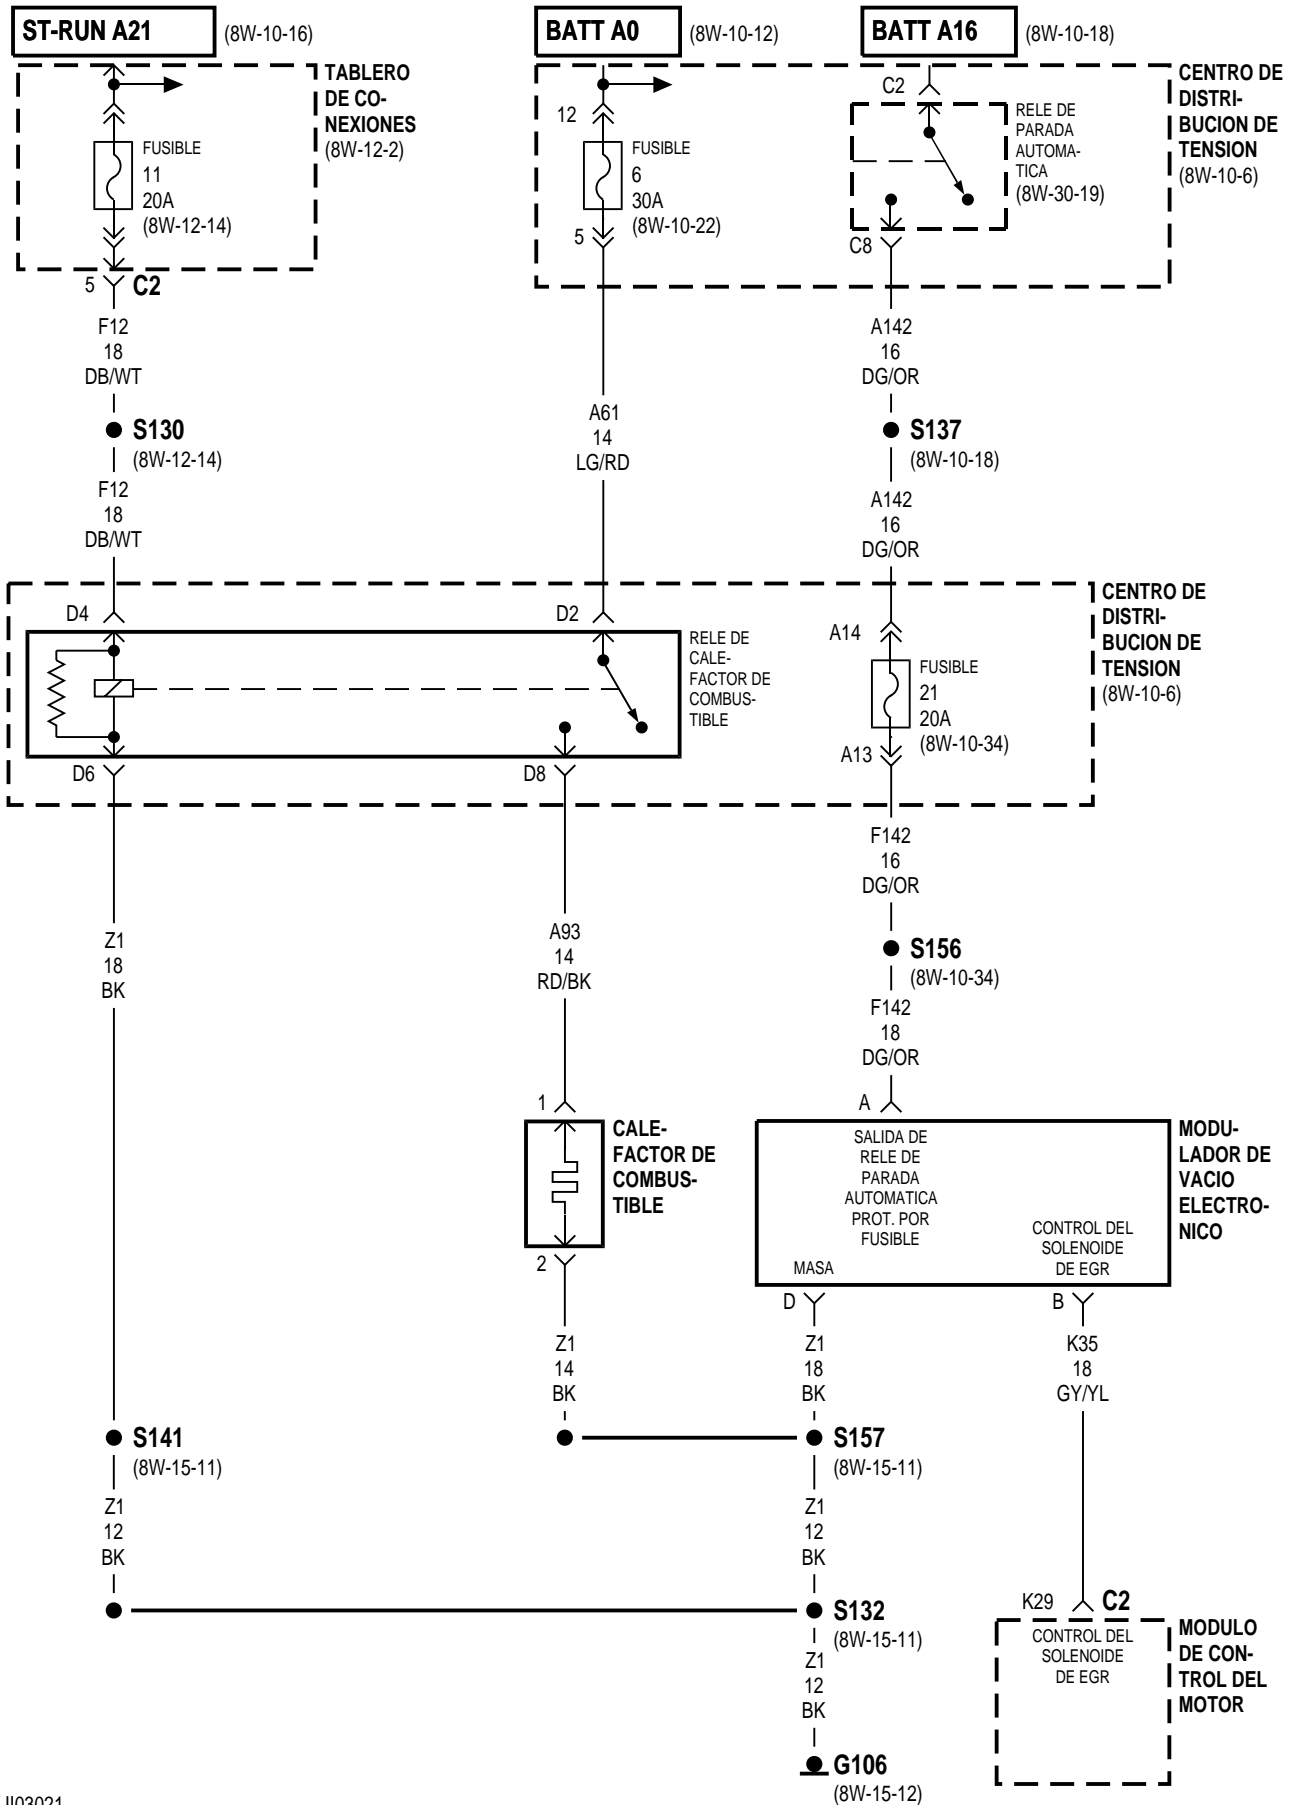 ST-RUN A21
(8W-10-16)
BATT A0
(8W-10-12)
BATT A16
(8W-10-18)
TABLERO
DE CO-
NEXIONES
(8W-12-2)
FUSIBLE
11
20A
(8W-12-14)
5
C2
12
FUSIBLE
6
30A
(8W-10-22)
5
C2
RELE DE
PARADA
AUTOMA-
TICA
(8W-30-19)
C8
CENTRO DE
DISTRI-
BUCION DE
TENSION
(8W-10-6)
F12
18
DB/WT
S130
(8W-12-14)
F12
18
DB/WT
A61
14
LG/RD
A142
16
DG/OR
S137
(8W-10-18)
A142
16
DG/OR
D4
D2
RELE DE
CALE-
FACTOR DE
COMBUS-
TIBLE
A14
FUSIBLE
21
20A
(8W-10-34)
A13
CENTRO DE
DISTRI-
BUCION DE
TENSION
(8W-10-6)
D6
D8
F142
16
DG/OR
Z1
18
BK
A93
14
RD/BK
S156
(8W-10-34)
F142
18
DG/OR
1
CALE-
FACTOR DE
COMBUS-
TIBLE
2
A
SALIDA DE
RELE DE
PARADA
AUTOMATICA
PROT. POR
FUSIBLE
CONTROL DEL
SOLENOIDE
DE EGR
MASA
MODU-
LADOR DE
VACIO
ELECTRO-
NICO
D
B
Z1
14
BK
Z1
18
BK
K35
18
GY/YL
S141
(8W-15-11)
S157
(8W-15-11)
Z1
12
BK
Z1
12
BK
S132
(8W-15-11)
K29
C2
CONTROL DEL
SOLENOIDE
DE EGR
MODULO
DE CON-
TROL DEL
MOTOR
Z1
12
BK
G106
(8W-15-12)